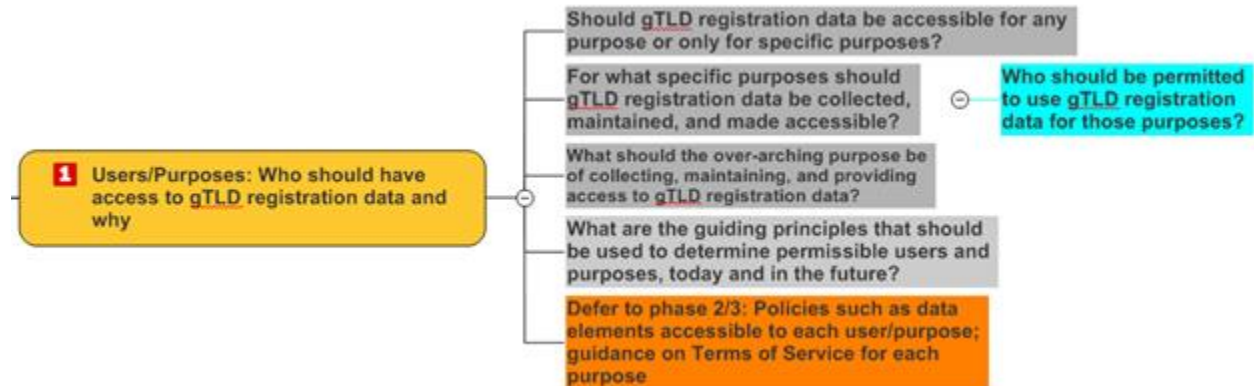 Should gTLD registration data be accessible for any
purpose or only for specific purposes?
For what specific purposes should
gTLD registration data be collected,
maintained, and made accessible?
Who should be permitted
to use gTLD registration
data for those purposes?
1 Users/Purposes: Who should have
access to gTLD registration data and
why
What should the over-arching purpose be
of collecting, maintaining, and providing
access to gTLD registration data?
What are the guiding principles that should
be used to determine permissible users and
purposes, today and in the future?
Defer to phase 2/3: Policies such as data
elements accessible to each user/purpose;
guidance on Terms of Service for each
purpose